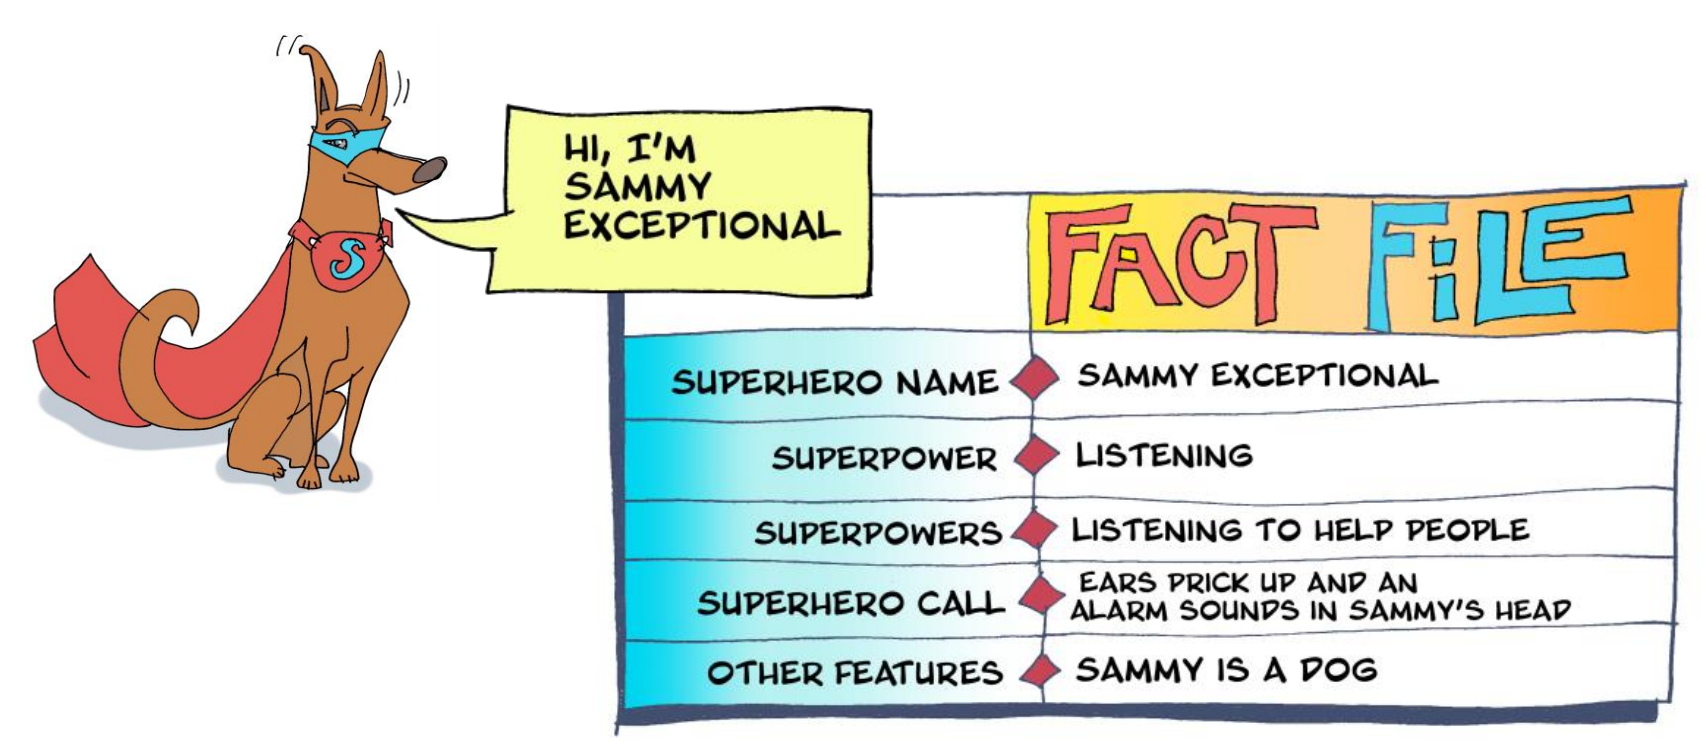 S
HI, I'M
SAMMY
EXCEPTIONAL
FACT FiLE
SUPERHERO NAME SAMMY EXCEPTIONAL
SUPERPOWER LISTENING
SUPERPOWERS LISTENING TO HELP PEOPLE
SUPERHERO CALL EARS PRICK UP AND AN
ALARM SOUNDS IN SAMMY'S HEAD
OTHER FEATURES SAMMY IS A DOG